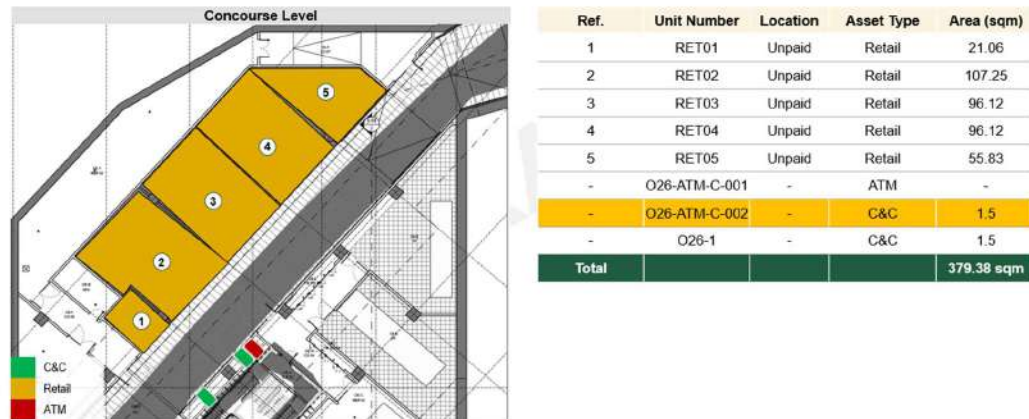 Concourse Level
5
4
3
2
1
C&C
Retail
ATM
Ref. Unit Number Location Asset Type Area (sqm)
1 RET01 Unpaid Retail 21.06
2 RET02 Unpaid Retail 107.25
3 RET03 Unpaid Retail 96.12
4 RET04 Unpaid Retail 96.12
5 RET05 Unpaid Retail 55.83
- O26-ATM-C-001 - ATM -
- O26-ATM-C-002 - C&C 1.5
- O26-1 - C&C 1.5
Total 379.38 sqm